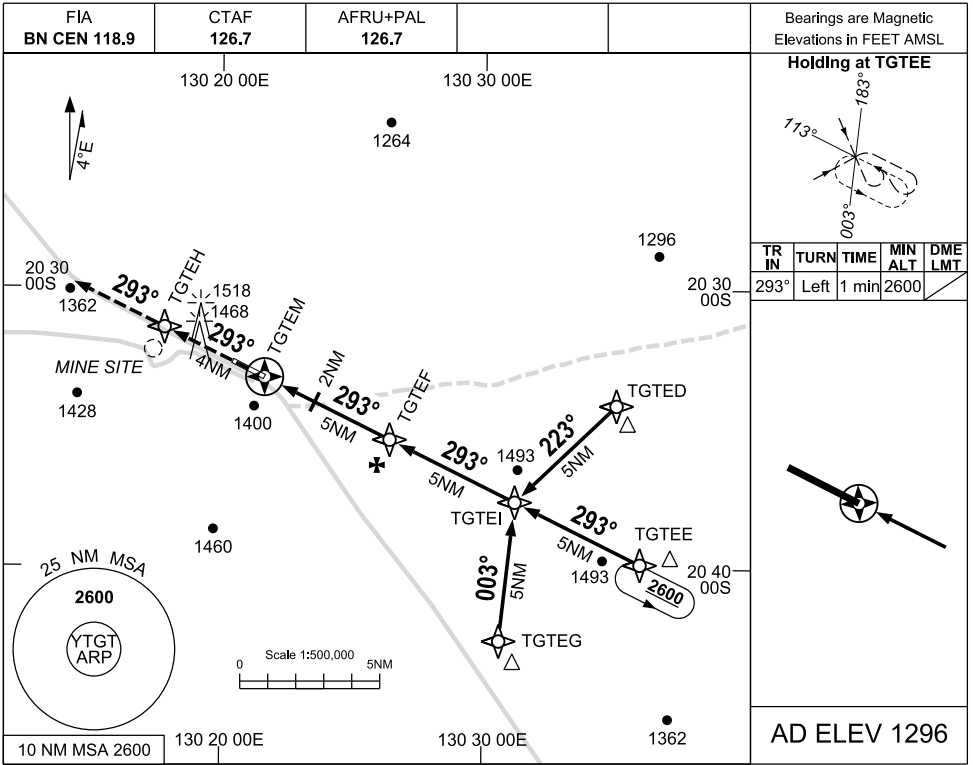 FIA
BN CEN 118.9
CTAF
126.7
AFRU+PAL
126.7
Bearings are Magnetic
Elevations in FEET AMSL
Holding at TGTEE
183°
113°
003°
TR IN
TURN
TIME
MIN ALT
DME LMT
293°
Left
1 min
2600
130 20 00E
130 30 00E
4°E
1264
1296
20 30
00S
20 30
00S
1362
293°
TGTEH
1518
1468
293°
4NM
TGTEM
MINE SITE
1428
1400
2NM
293°
5NM
TGTEF
TGTED
223°
5NM
1493
293°
5NM
TGTEI
293°
5NM
TGTEE
1493
2600
20 40
00S
1460
003°
5NM
TGTEG
25 NM MSA
2600
YTGT
ARP
Scale 1:500,000
0
5NM
1362
10 NM MSA 2600
130 20 00E
130 30 00E
AD ELEV 1296